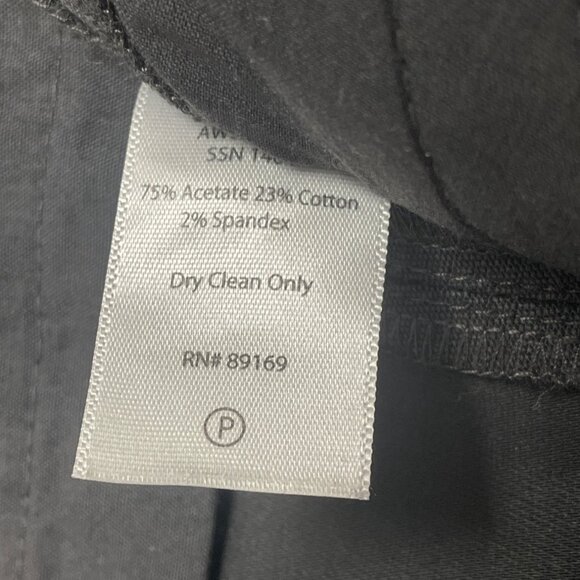 SSN
75% Acetate 23% Cotton
2% Spandex
Dry Clean Only
RN# 89169
P